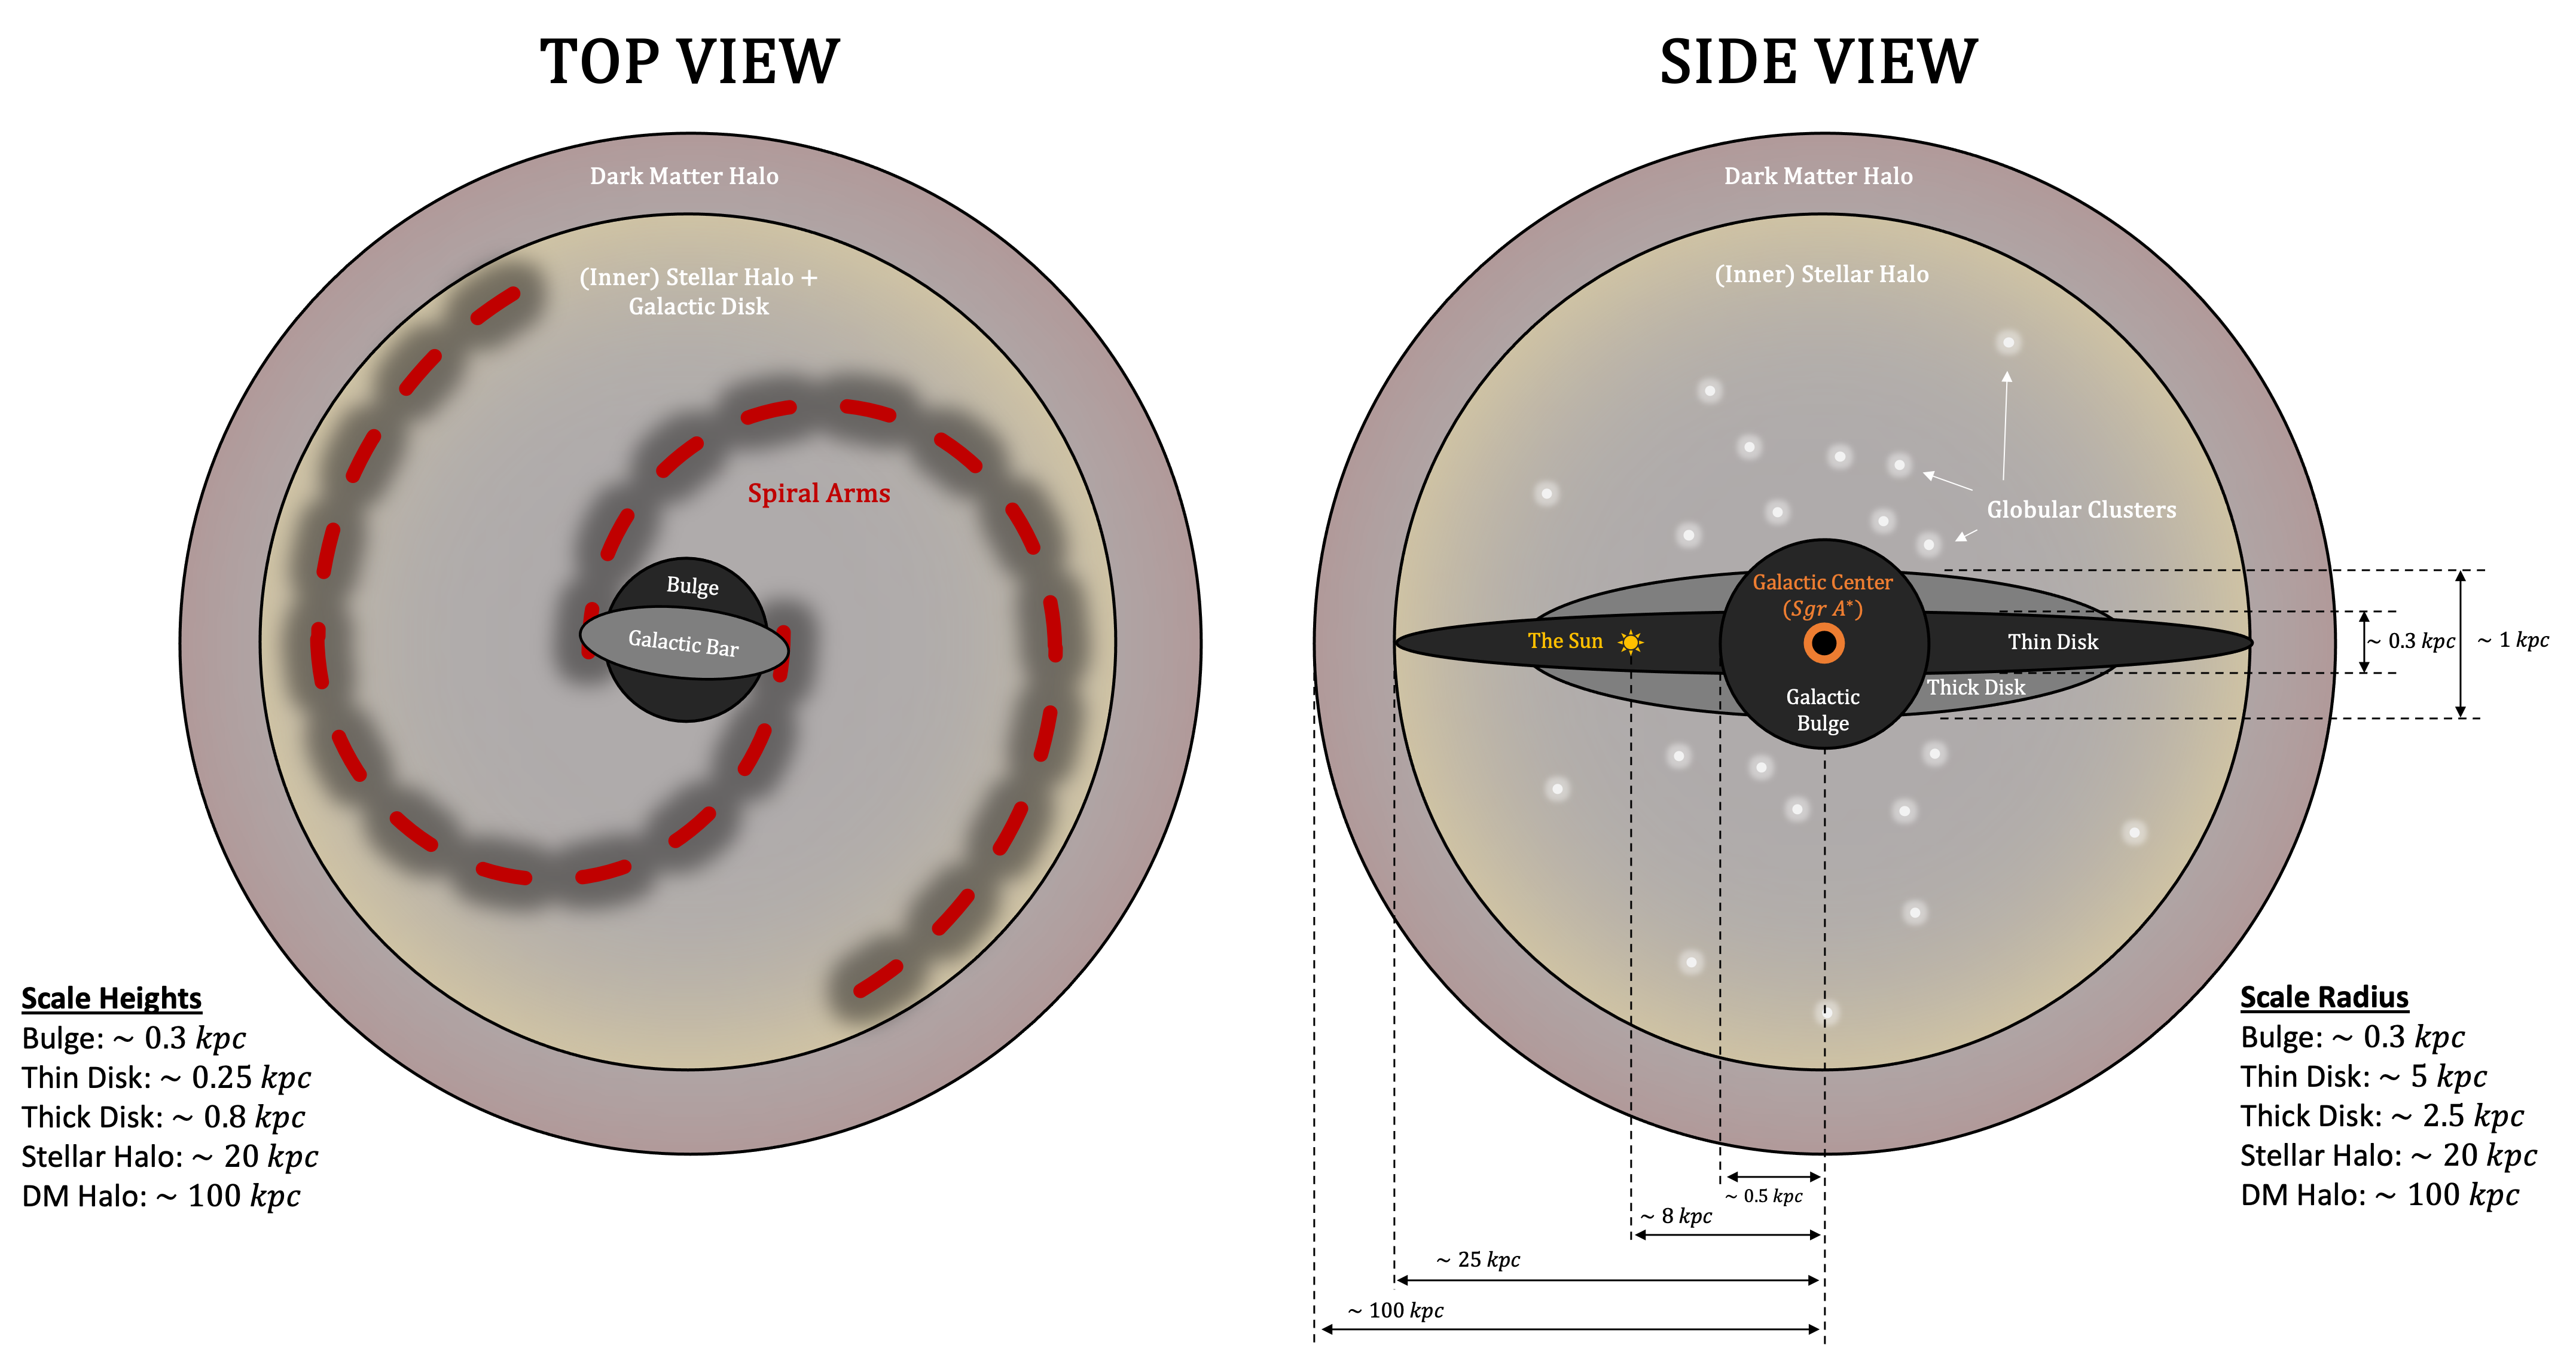 TOP VIEW
Dark Matter Halo
(Inner) Stellar Halo +
Galactic Disk
Spiral Arms
Bulge
Galactic Bar
Scale Heights
Bulge: ~ 0.3 kpc
Thin Disk: ~ 0.25 kpc
Thick Disk: ~ 0.8 kpc
Stellar Halo: ~ 20 kpc
DM Halo: ~ 100 kpc
SIDE VIEW
Dark Matter Halo
(Inner) Stellar Halo
Globular Clusters
Galactic Center
(Sgr A*)
The Sun
Thin Disk
~ 0.3 kpc
~ 1 kpc
Thick Disk
Galactic
Bulge
~ 0.5 kpc
~ 8 kpc
~ 25 kpc
~ 100 kpc
Scale Radius
Bulge: ~ 0.3 kpc
Thin Disk: ~ 5 kpc
Thick Disk: ~ 2.5 kpc
Stellar Halo: ~ 20 kpc
DM Halo: ~ 100 kpc